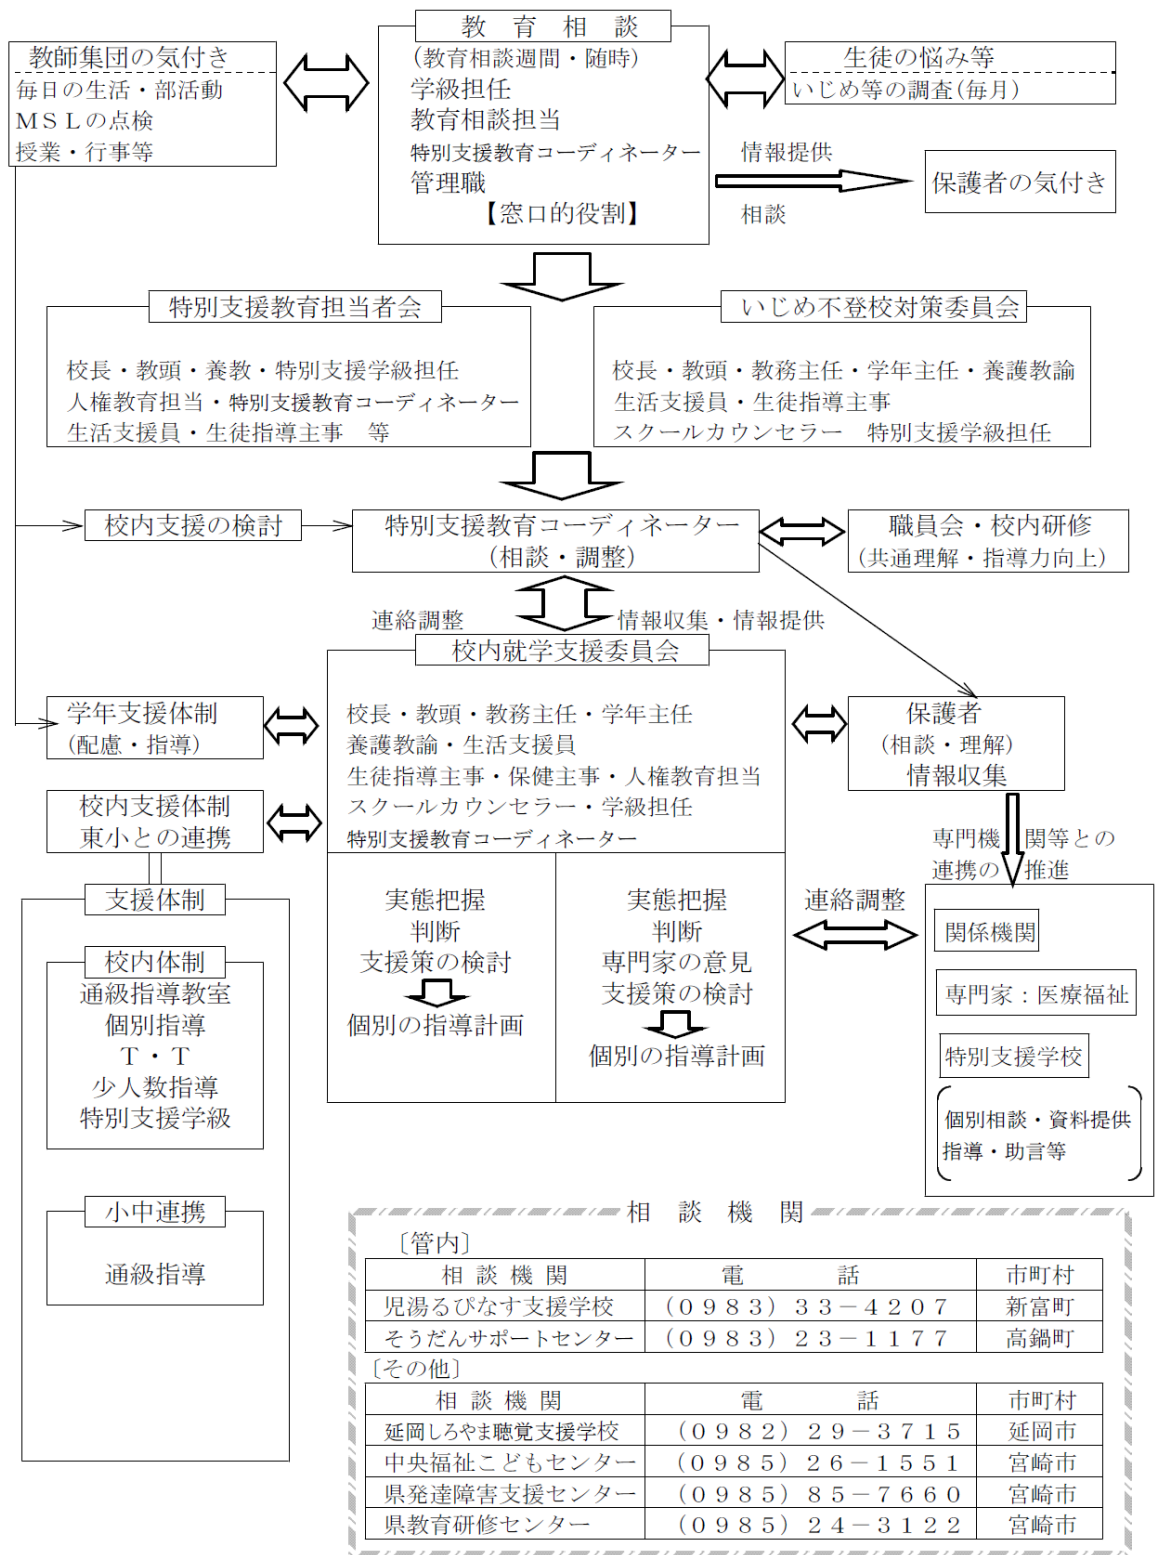 教育相談
(教育相談週間・随時)
学級担任
教育相談担当
特別支援教育コーディネーター
管理職
【窓口的役割】
教師集団の気付き
毎日の生活・部活動
ＭＳＬの点検
授業・行事等
生徒の悩み等
いじめ等の調査(毎月)
情報提供
相談
保護者の気付き
特別支援教育担当者会
校長・教頭・養教・特別支援学級担任
人権教育担当・特別支援教育コーディネーター
生活支援員・生徒指導主事　等
いじめ不登校対策委員会
校長・教頭・教務主任・学年主任・養護教諭
生活支援員・生徒指導主事
スクールカウンセラー　特別支援学級担任
校内支援の検討
特別支援教育コーディネーター
(相談・調整)
職員会・校内研修
(共通理解・指導力向上)
連絡調整
情報収集・情報提供
校内就学支援委員会
校長・教頭・教務主任・学年主任
養護教諭・生活支援員
生徒指導主事・保健主事・人権教育担当
スクールカウンセラー・学級担任
特別支援教育コーディネーター
学年支援体制
(配慮・指導)
校内支援体制
東小との連携
保護者
(相談・理解)
情報収集
専門機関等との
連携の推進
実態把握
判断
支援策の検討
個別の指導計画
実態把握
判断
専門家の意見
支援策の検討
個別の指導計画
連絡調整
関係機関
専門家：医療福祉
特別支援学校
個別相談・資料提供
指導・助言等
支援体制
校内体制
通級指導教室
個別指導
Ｔ・Ｔ
少人数指導
特別支援学級
小中連携
通級指導
相談機関
〔管内〕
相談機関　電話　市町村
児湯るぴなす支援学校　(０９８３)３３－４２０７　新富町
そうだんサポートセンター　(０９８３)２３－１１７７　高鍋町
〔その他〕
相談機関　電話　市町村
延岡しろやま聴覚支援学校　(０９８２)２９－３７１５　延岡市
中央福祉こどもセンター　(０９８５)２６－１５５１　宮崎市
県発達障害支援センター　(０９８５)８５－７６６０　宮崎市
県教育研修センター　(０９８５)２４－３１２２　宮崎市